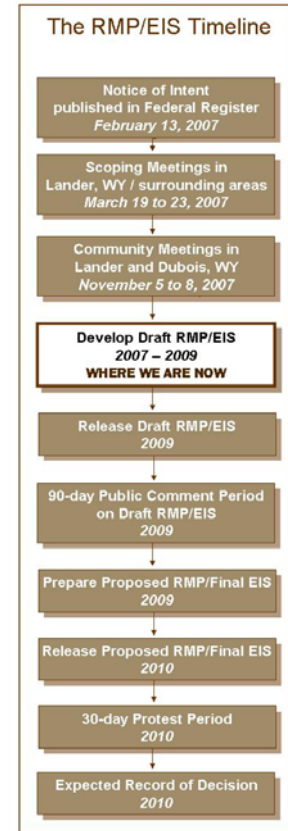 The RMP/EIS Timeline
Notice of Intent
published in Federal Register
February 13, 2007
Scoping Meetings in
Lander, WY / surrounding areas
March 19 to 23, 2007
Community Meetings in
Lander and Dubois, WY
November 5 to 8, 2007
Develop Draft RMP/EIS
2007 – 2009
WHERE WE ARE NOW
Release Draft RMP/EIS
2009
90-day Public Comment Period
on Draft RMP/EIS
2009
Prepare Proposed RMP/Final EIS
2009
Release Proposed RMP/Final EIS
2010
30-day Protest Period
2010
Expected Record of Decision
2010